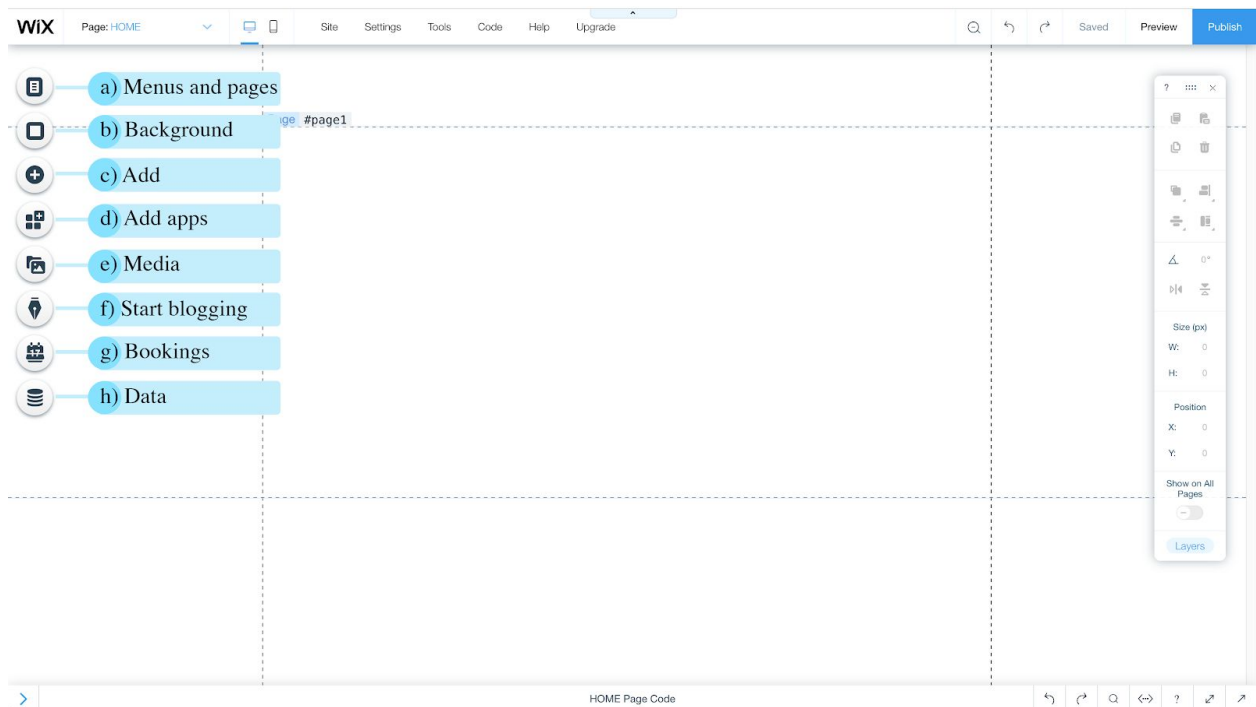 WiX Page: HOME Site Settings Tools Code Help Upgrade Saved Preview Publish
a) Menus and pages
#page1
b) Background
c) Add
d) Add apps
e) Media
f) Start blogging
17
g) Bookings
h) Data
?
0°
Size (px)
W: 0
H: 0
Position
X: 0
Y: 0
Show on All
Pages
Layers
HOME Page Code ?